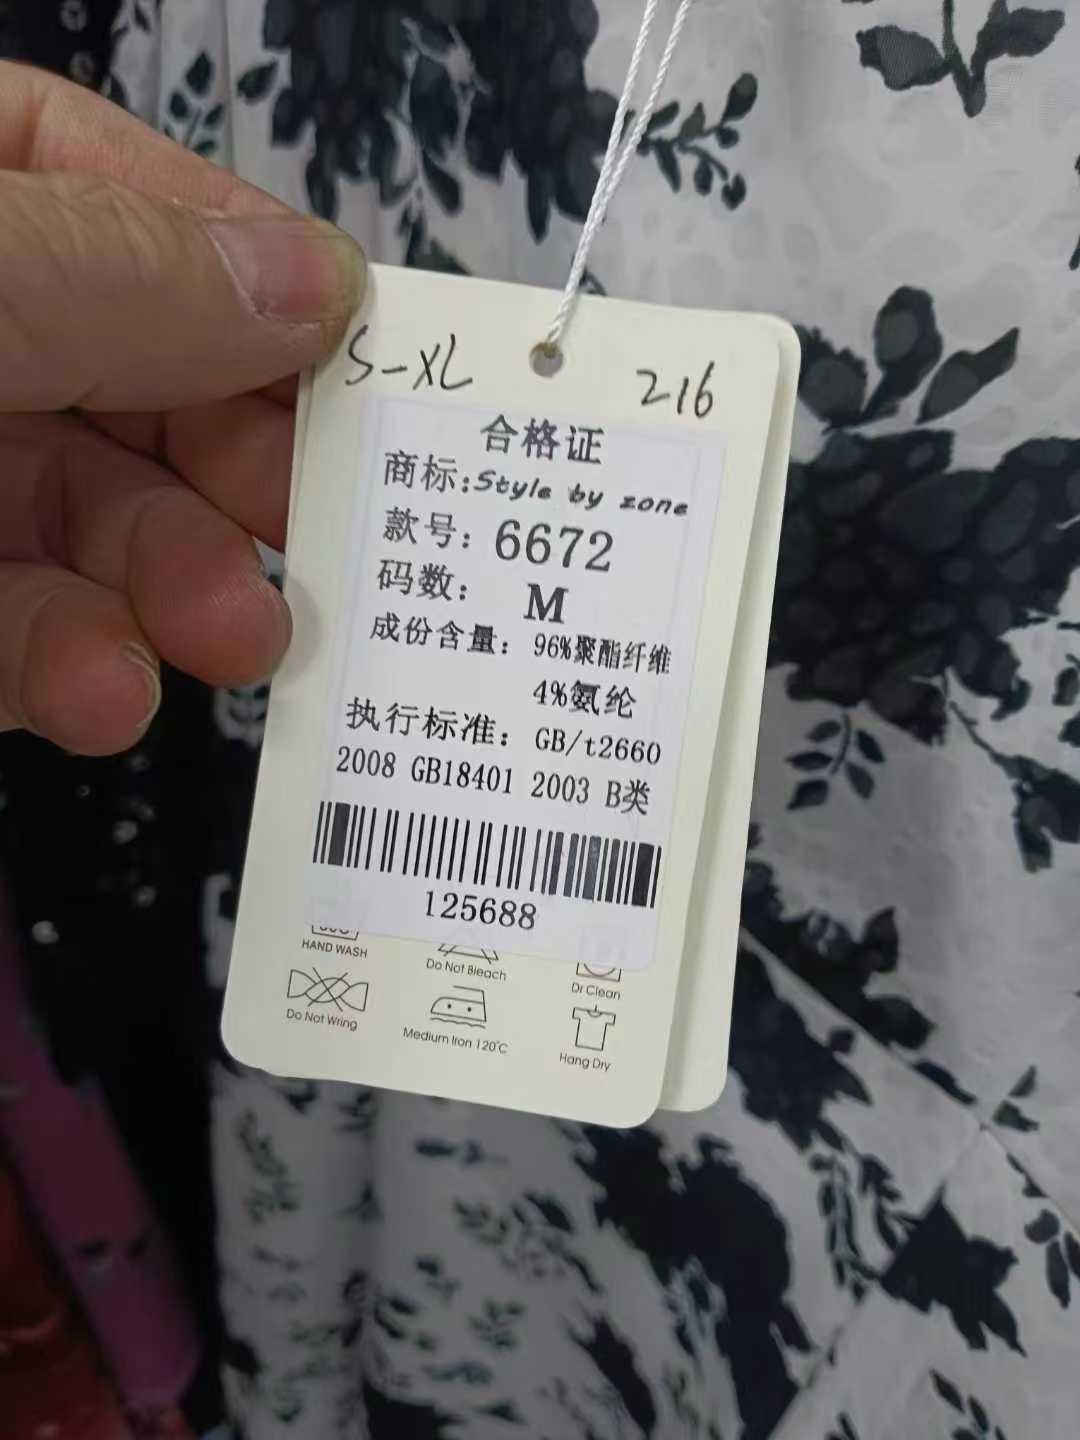 S-XL 216
合格证
商标:Style by zone
款号: 6672
码数: M
成份含量: 96%聚酯纤维
4%氨纶
执行标准: GB/t2660
2008 GB18401 2003 B类
125688
HAND WASH Do Not Bleach Dr Clean
Do Not Wring Medium Iron 120℃ Hang Dry